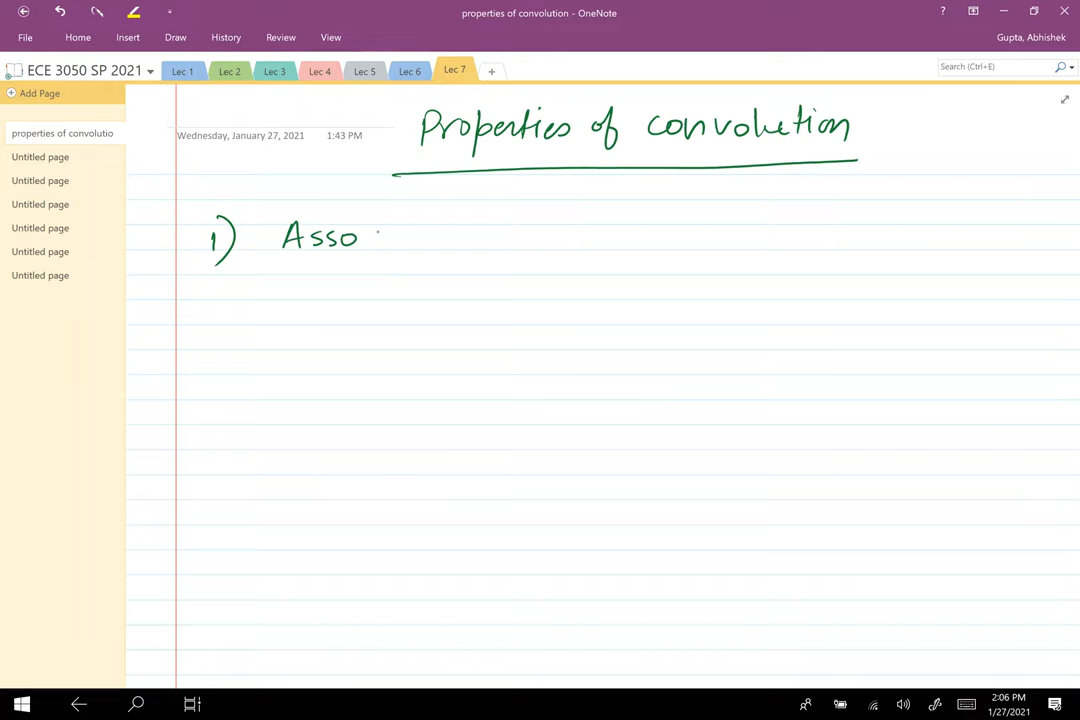 properties of convolution - OneNote
File Home Insert Draw History Review View Gupta, Abhishek
ECE 3050 SP 2021 Lec 1 Lec 2 Lec 3 Lec 4 Lec 5 Lec 6 Lec 7 Search (Ctrl+E)
Add Page
properties of convolutio
Untitled page
Untitled page
Untitled page
Untitled page
Untitled page
Untitled page
Properties of convolution
Wednesday, January 27, 2021 1:43 PM
1) Asso
2:06 PM
1/27/2021